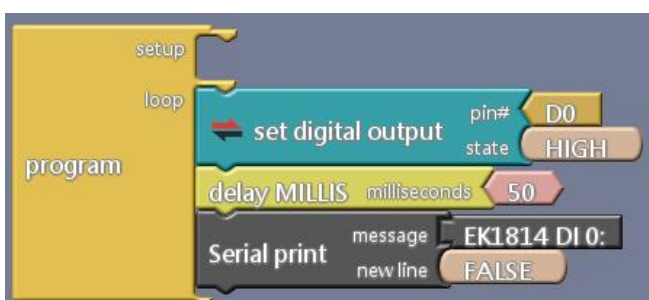 setup
loop
program
set digital output
pin# D0
state HIGH
delay MILLIS milliseconds 50
Serial print
message EK1814 DI 0:
new line FALSE